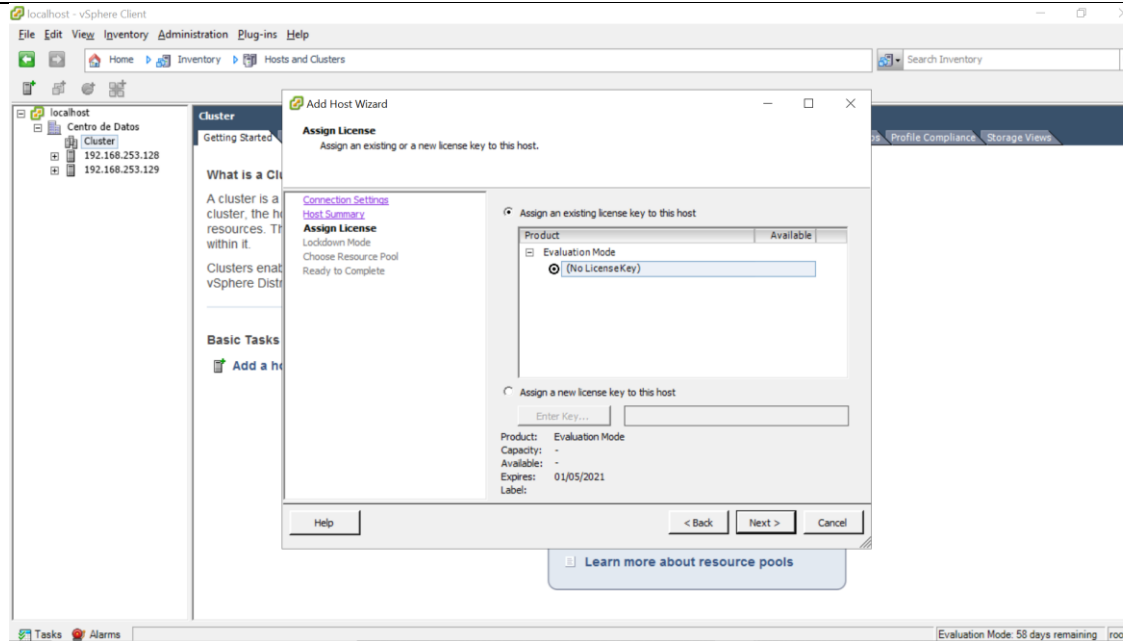 localhost - vSphere Client
File Edit View Inventory Administration Plug-ins Help
Home Inventory Hosts and Clusters
Search Inventory
localhost
Centro de Datos
Cluster
192.168.253.128
192.168.253.129
Cluster
Getting Started
Profile Compliance Storage Views
What is a
A cluster is a
cluster, the
resources.
within it.
Clusters
vSphere
Basic Tasks
Add a
Add Host Wizard
Assign License
Assign an existing or a new license key to this host.
Connection Settings
Host Summary
Assign License
Lockdown Mode
Choose Resource Pool
Ready to Complete
Assign an existing license key to this host
Product Available
Evaluation Mode
(No License Key)
Assign a new license key to this host
Enter Key...
Product: Evaluation Mode
Capacity: -
Available: -
Expires: 01/05/2021
Label:
Help
< Back Next > Cancel
Learn more about resource pools
Tasks Alarms
Evaluation Mode: 58 days remaining